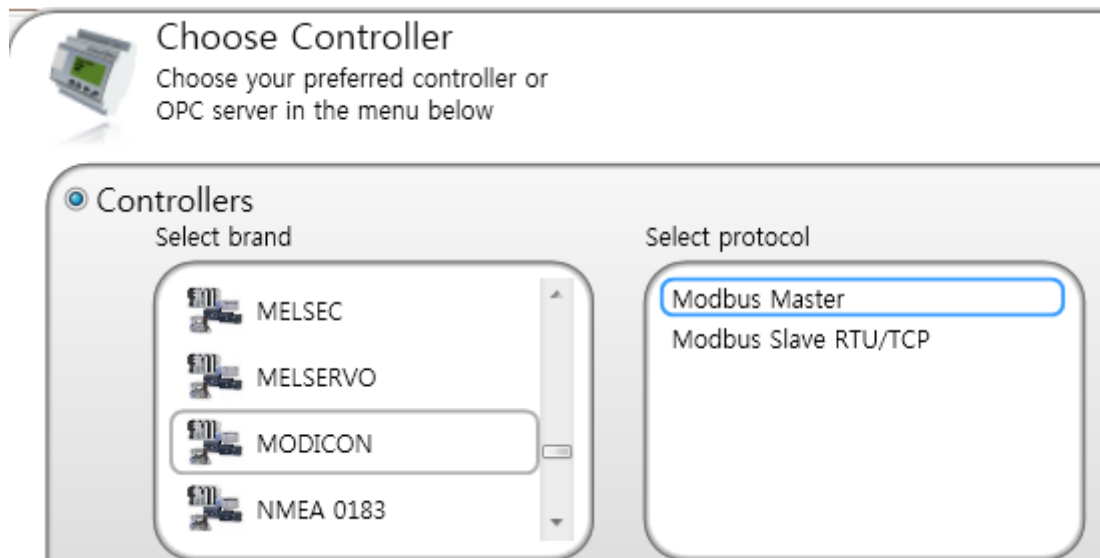 Choose Controller
Choose your preferred controller or
OPC server in the menu below
Controllers
Select brand
Select protocol
MELSEC
MELSERVO
MODICON
NMEA 0183
Modbus Master
Modbus Slave RTU/TCP